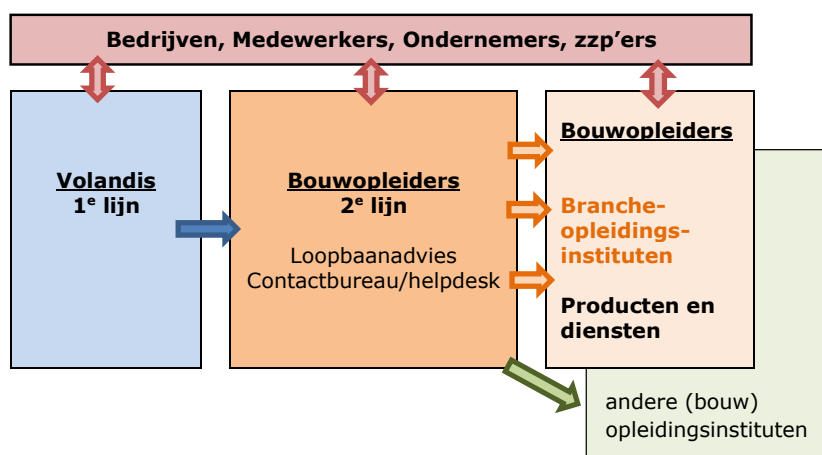 Bedrijven, Medewerkers, Ondernemers, zzp’ers
Volandis
1e lijn
Bouwopleiders
2e lijn
Loopbaanadvies
Contactbureau/helpdesk
Bouwopleiders
Branche-
opleidings-
instituten
Producten en
diensten
andere (bouw)
opleidingsinstituten